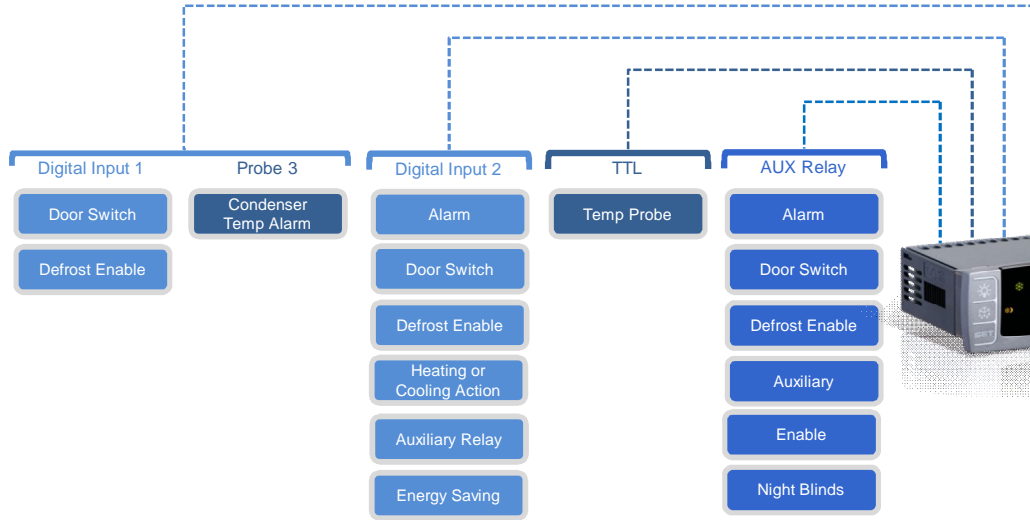 Digital Input 1
Door Switch
Defrost Enable
Probe 3
Condenser
Temp Alarm
Digital Input 2
Alarm
Door Switch
Defrost Enable
Heating or
Cooling Action
Auxiliary Relay
Energy Saving
TTL
Temp Probe
AUX Relay
Alarm
Door Switch
Defrost Enable
Auxiliary
Enable
Night Blinds
SET